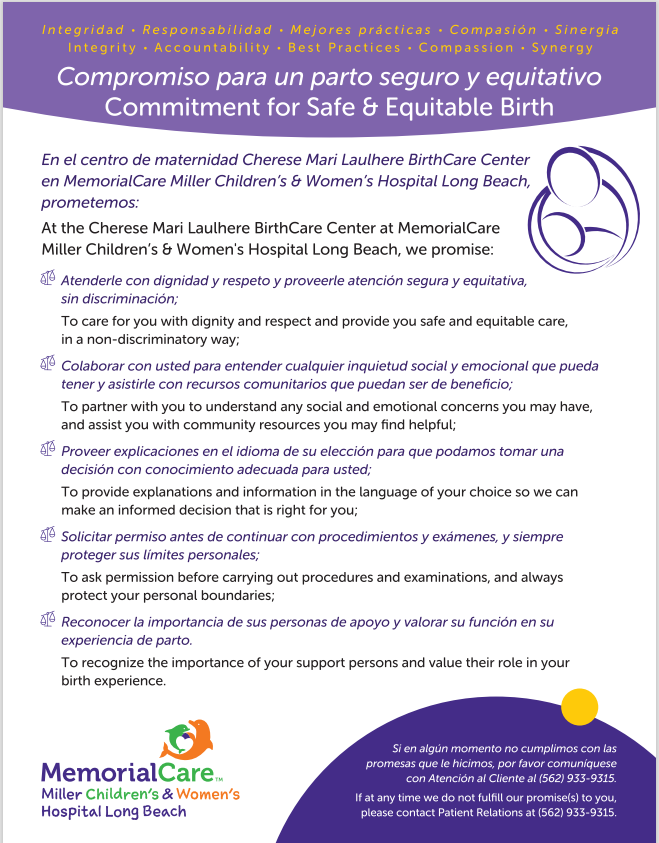 Integridad • Responsabilidad • Mejores prácticas • Compasión • Sinergia
Integrity • Accountability • Best Practices • Compassion • Synergy
Compromiso para un parto seguro y equitativo
Commitment for Safe & Equitable Birth
En el centro de maternidad Cherese Mari Laulhere BirthCare Center
en MemorialCare Miller Children’s & Women’s Hospital Long Beach,
prometemos:
At the Cherese Mari Laulhere BirthCare Center at MemorialCare
Miller Children’s & Women's Hospital Long Beach, we promise:
Atenderle con dignidad y respeto y proveerle atención segura y equitativa,
sin discriminación;
To care for you with dignity and respect and provide you safe and equitable care,
in a non-discriminatory way;
Colaborar con usted para entender cualquier inquietud social y emocional que pueda
tener y asistirle con recursos comunitarios que puedan ser de beneficio;
To partner with you to understand any social and emotional concerns you may have,
and assist you with community resources you may find helpful;
Proveer explicaciones en el idioma de su elección para que podamos tomar una
decisión con conocimiento adecuada para usted;
To provide explanations and information in the language of your choice so we can
make an informed decision that is right for you;
Solicitar permiso antes de continuar con procedimientos y exámenes, y siempre
proteger sus límites personales;
To ask permission before carrying out procedures and examinations, and always
protect your personal boundaries;
Reconocer la importancia de sus personas de apoyo y valorar su función en su
experiencia de parto.
To recognize the importance of your support persons and value their role in your
birth experience.
MemorialCare™
Miller Children's & Women's
Hospital Long Beach
Si en algún momento no cumplimos con las
promesas que le hicimos, por favor comuníquese
con Atención al Cliente al (562) 933-9315.
If at any time we do not fulfill our promise(s) to you,
please contact Patient Relations at (562) 933-9315.